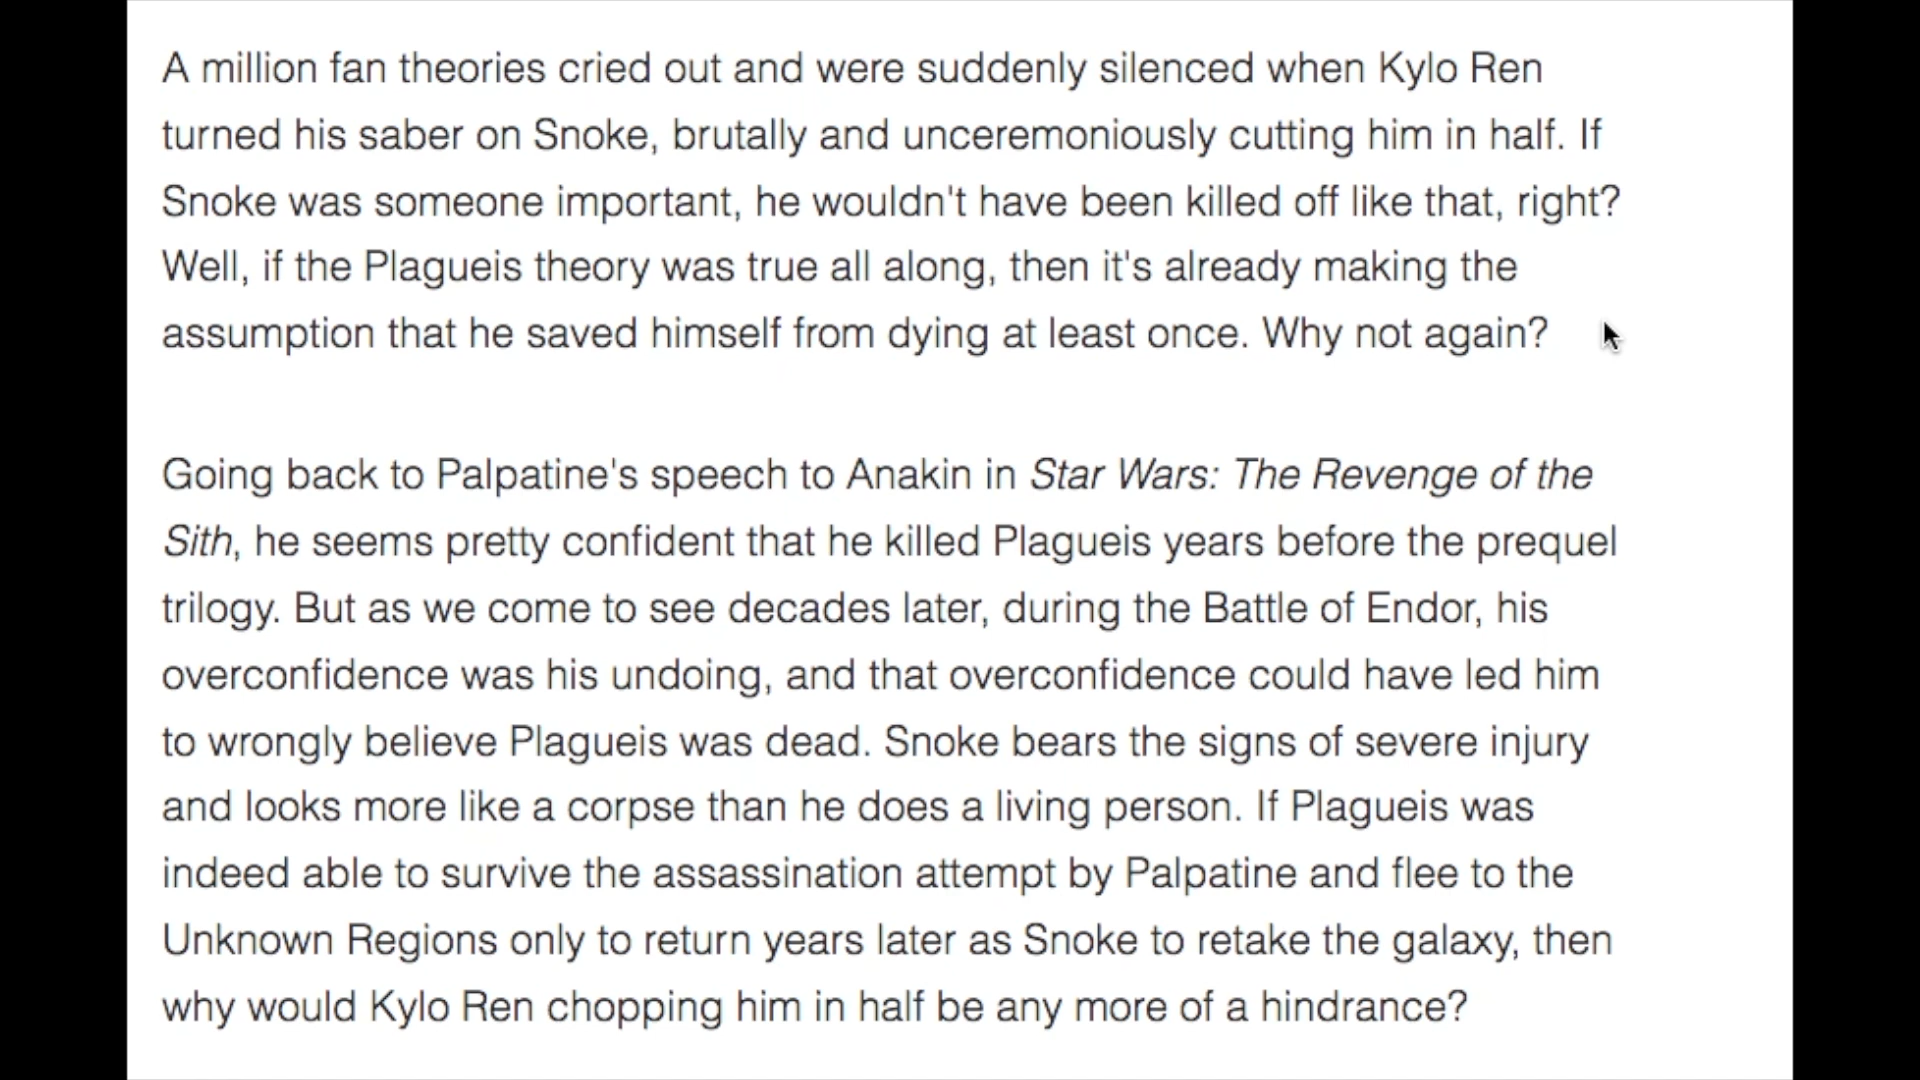 A million fan theories cried out and were suddenly silenced when Kylo Ren
turned his saber on Snoke, brutally and unceremoniously cutting him in half. If
Snoke was someone important, he wouldn't have been killed off like that, right?
Well, if the Plagueis theory was true all along, then it's already making the
assumption that he saved himself from dying at least once. Why not again?
Going back to Palpatine's speech to Anakin in Star Wars: The Revenge of the
Sith, he seems pretty confident that he killed Plagueis years before the prequel
trilogy. But as we come to see decades later, during the Battle of Endor, his
overconfidence was his undoing, and that overconfidence could have led him
to wrongly believe Plagueis was dead. Snoke bears the signs of severe injury
and looks more like a corpse than he does a living person. If Plagueis was
indeed able to survive the assassination attempt by Palpatine and flee to the
Unknown Regions only to return years later as Snoke to retake the galaxy, then
why would Kylo Ren chopping him in half be any more of a hindrance?